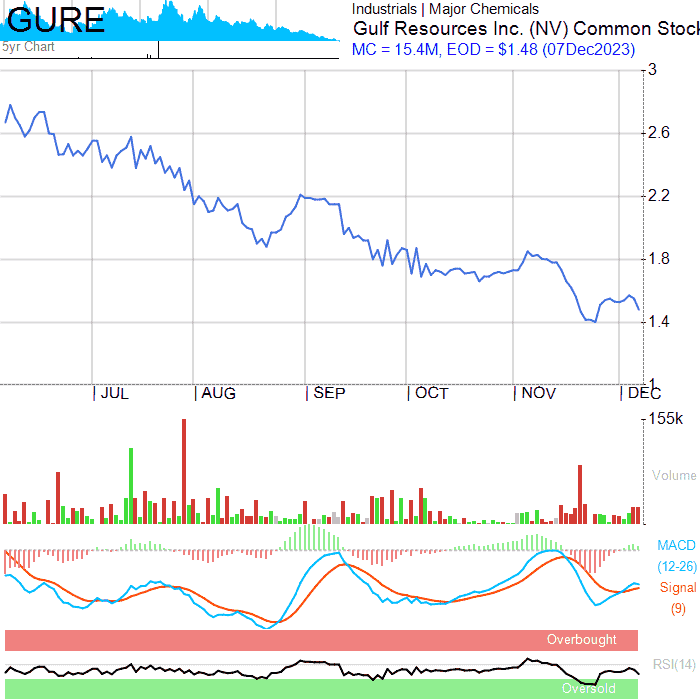 GURE
5yr Chart
Industrials | Major Chemicals
Gulf Resources Inc. (NV) Common Stock
MC = 15.4M, EOD = $1.48 (07Dec2023)
3
2.6
2.2
1.8
1.4
1
JUL AUG SEP OCT NOV DEC
155k
Volume
MACD
(12-26)
Signal
(9)
Overbought
RSI(14)
Oversold